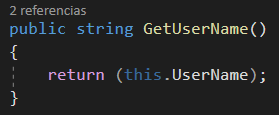 2 referencias
public string GetUserName()
{
    return (this.UserName);
}